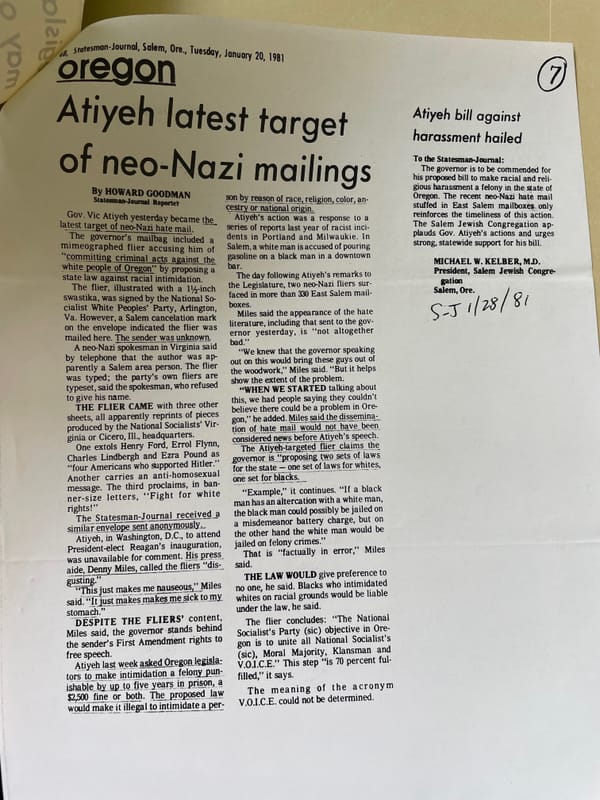 Statesman-Journal, Salem, Ore., Tuesday, January 20, 1981
oregon
Atiyeh latest target
of neo-Nazi mailings
By HOWARD GOODMAN
Statesman-Journal Reporter
Gov. Vic Atiyeh yesterday became the
latest target of neo-Nazi hate mail.
The governor's mailbag included a
mimeographed flier accusing him of
"committing criminal acts against the
white people of Oregon" by proposing a
state law against racial intimidation.
The flier, illustrated with a 1½-inch
swastika, was signed by the National So-
cialist White Peoples' Party, Arlington,
Va. However, a Salem cancelation mark
on the envelope indicated the flier was
mailed here. The sender was unknown.
A neo-Nazi spokesman in Virginia said
by telephone that the author was ap-
parently a Salem area person. The flier
was typed; the party's own fliers are
typeset, said the spokesman, who refused
to give his name.
THE FLIER CAME with three other
sheets, all apparently reprints of pieces
produced by the National Socialists' Vir-
ginia or Cicero, Ill., headquarters.
One extols Henry Ford, Errol Flynn,
Charles Lindbergh and Ezra Pound as
"four Americans who supported Hitler."
Another carries an anti-homosexual
message. The third proclaims, in ban-
ner-size letters, "Fight for white
rights!"
The Statesman-Journal received a
similar envelope sent anonymously.
Atiyeh, in Washington, D.C., to attend
President-elect Reagan's inauguration,
was unavailable for comment. His press
aide, Denny Miles, called the fliers "dis-
gusting."
"This just makes me nauseous," Miles
said. "It just makes makes me sick to my
stomach."
DESPITE THE FLIERS' content,
Miles said, the governor stands behind
the sender's First Amendment rights to
free speech.
Atiyeh last week asked Oregon legisla-
tors to make intimidation a felony pun-
ishable by up to five years in prison, a
$2,500 fine or both. The proposed law
would make it illegal to intimidate a per-
son by reason of race, religion, color, an-
cestry or national origin.
Atiyeh's action was a response to a
series of reports last year of racist inci-
dents in Portland and Milwaukie. In
Salem, a white man is accused of pouring
gasoline on a black man in a downtown
bar.
The day following Atiyeh's remarks to
the Legislature, two neo-Nazi fliers sur-
faced in more than 330 East Salem mail-
boxes.
Miles said the appearance of the hate
literature, including that sent to the gov-
ernor yesterday, is "not altogether
bad."
"We knew that the governor speaking
out on this would bring these guys out of
the woodwork," Miles said. "But it helps
show the extent of the problem.
"WHEN WE STARTED talking about
this, we had people saying they couldn't
believe there could be a problem in Ore-
gon," he added. Miles said the dissemina-
tion of hate mail would not have been
considered news before Atiyeh's speech.
The Atiyeh-targeted flier claims the
governor is "proposing two sets of laws
for the state — one set of laws for whites,
one set for blacks.
"Example," it continues. "If a black
man has an altercation with a white man,
the black man could possibly be jailed on
a misdemeanor battery charge, but on
the other hand the white man would be
jailed on felony crimes."
That is "factually in error," Miles
said.
THE LAW WOULD give preference to
no one, he said. Blacks who intimidated
whites on racial grounds would be liable
under the law, he said.
The flier concludes: "The National
Socialist's Party (sic) objective in Ore-
gon is to unite all National Socialist's
(sic), Moral Majority, Klansman and
V.O.I.C.E." This step "is 70 percent ful-
filled," it says.
The meaning of the acronym
V.O.I.C.E. could not be determined.
7
Atiyeh bill against
harassment hailed
To the Statesman-Journal:
The governor is to be commended for
his proposed bill to make racial and reli-
gious harassment a felony in the state of
Oregon. The recent neo-Nazi hate mail
stuffed in East Salem mailboxes only
reinforces the timeliness of this action.
The Salem Jewish Congregation ap-
plauds Gov. Atiyeh's actions and urges
strong, statewide support for his bill.
MICHAEL W. KELBER, M.D.
President, Salem Jewish Congre-
gation
Salem, Ore.
S-J 1/28/81